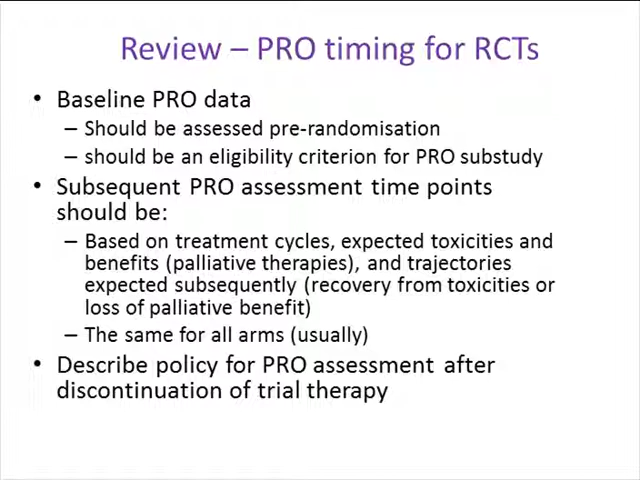 Review – PRO timing for RCTs
• Baseline PRO data
– Should be assessed pre-randomisation
– should be an eligibility criterion for PRO substudy
• Subsequent PRO assessment time points
should be:
– Based on treatment cycles, expected toxicities and
benefits (palliative therapies), and trajectories
expected subsequently (recovery from toxicities or
loss of palliative benefit)
– The same for all arms (usually)
• Describe policy for PRO assessment after
discontinuation of trial therapy